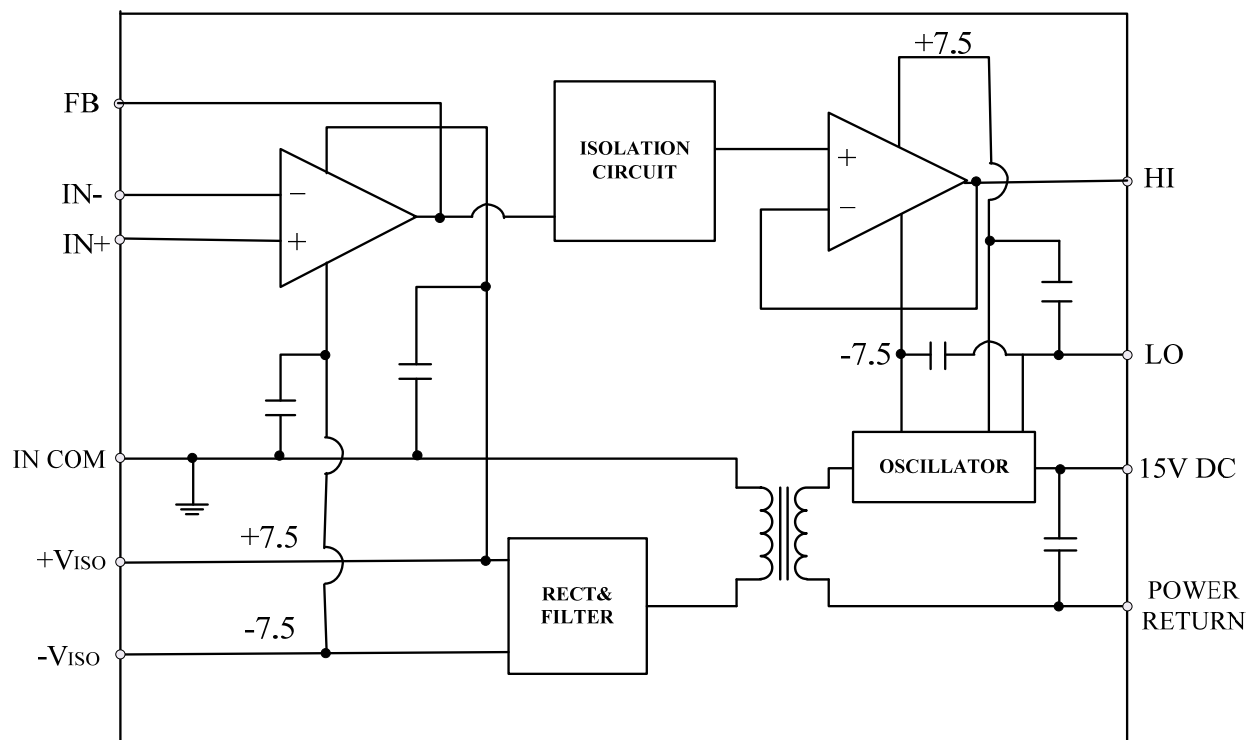 +7.5
FB
ISOLATION
CIRCUIT
+
−
HI
IN-
−
IN+
+
-7.5
LO
IN COM
OSCILLATOR
15V DC
+7.5
+VISO
RECT&
FILTER
POWER
RETURN
-7.5
-VISO